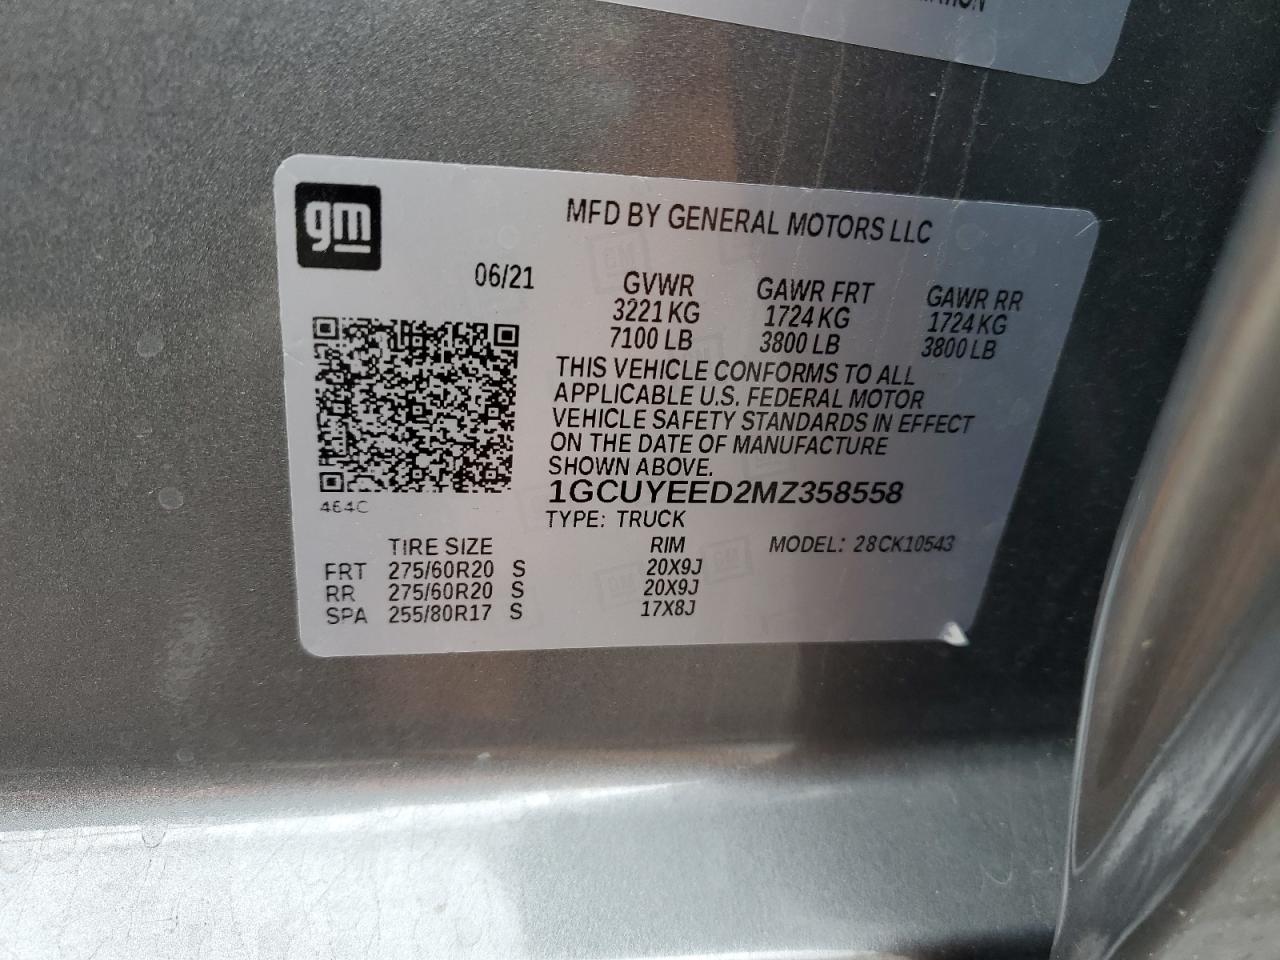 gm
MFD BY GENERAL MOTORS LLC
06/21
GVWR GAWR FRT GAWR RR
3221 KG 1724 KG 1724 KG
7100 LB 3800 LB 3800 LB
THIS VEHICLE CONFORMS TO ALL
APPLICABLE U.S. FEDERAL MOTOR
VEHICLE SAFETY STANDARDS IN EFFECT
ON THE DATE OF MANUFACTURE
SHOWN ABOVE.
1GCUYEED2MZ358558
464C
TYPE: TRUCK
TIRE SIZE RIM MODEL: 28CK10543
FRT 275/60R20 S 20X9J
RR 275/60R20 S 20X9J
SPA 255/80R17 S 17X8J